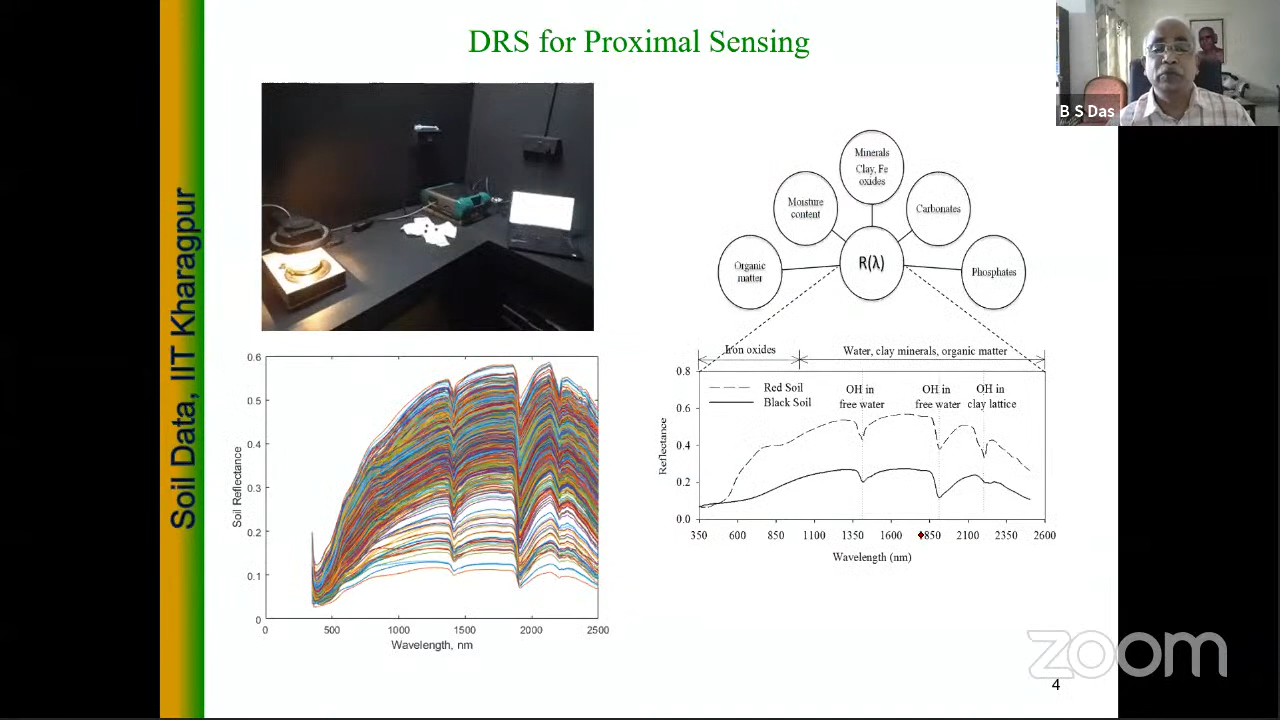 DRS for Proximal Sensing
B S Das
Soil Data, IIT Kharagpur
Minerals
Clay, Fe
oxides
Moisture
content
Carbonates
Organic
matter
R(λ)
Phosphates
Iron oxides
Water, clay minerals, organic matter
0.8
0.6
0.4
0.2
0.0
Reflectance
Red Soil
Black Soil
OH in
free water
OH in
free water
OH in
clay lattice
350 600 850 1100 1350 1600 1850 2100 2350 2600
Wavelength (nm)
0.6
0.5
0.4
0.3
0.2
0.1
0
Soil Reflectance
0 500 1000 1500 2000 2500
Wavelength, nm
zoom
4